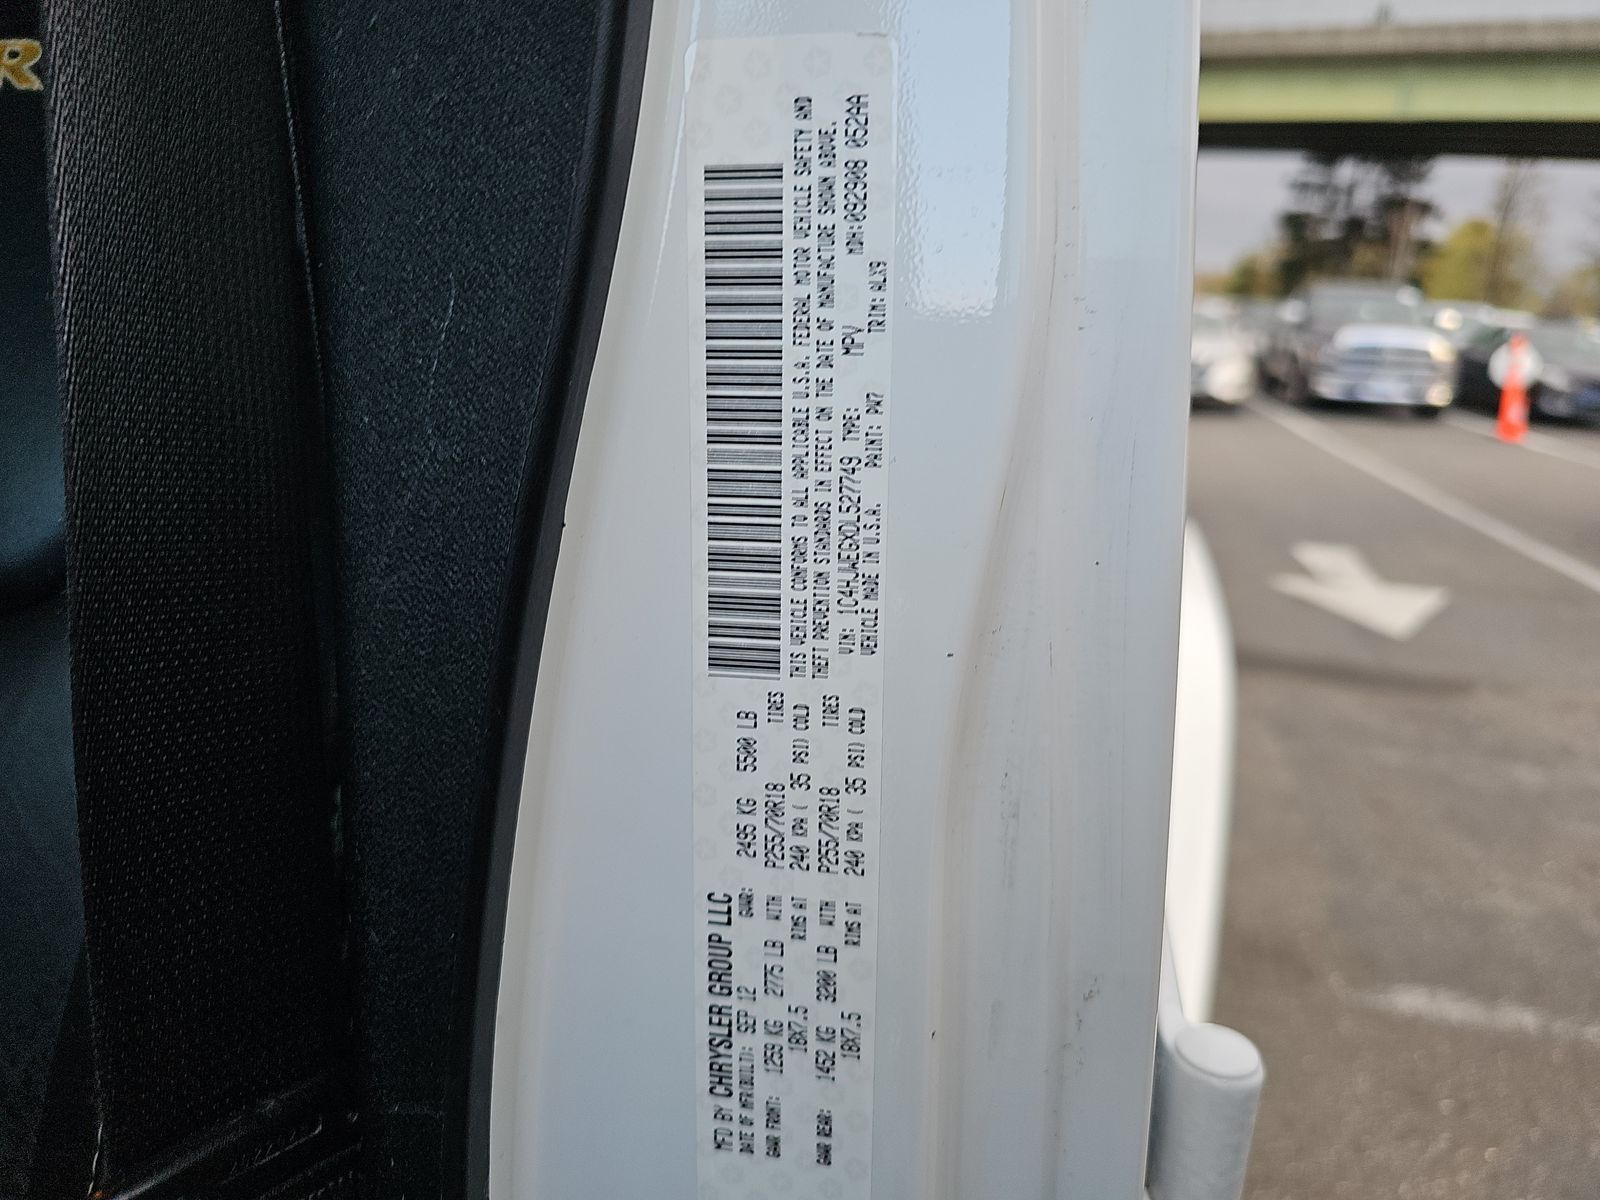 MFD BY CHRYSLER GROUP LLC
DATE OF MFR(BUILT): SEP 12 GVWR: 2495 KG 5500 LB
GAWR FRONT: 1259 KG 2775 LB WITH P255/70R18 TIRES
18X7.5 RIMS AT 240 KPA ( 35 PSI) COLD
GAWR REAR: 1452 KG 3200 LB WITH P255/70R18 TIRES
18X7.5 RIMS AT 240 KPA ( 35 PSI) COLD
THIS VEHICLE CONFORMS TO ALL APPLICABLE U.S.A. FEDERAL MOTOR VEHICLE SAFETY AND
THEFT PREVENTION STANDARDS IN EFFECT ON THE DATE OF MANUFACTURE SHOWN ABOVE.
VIN: 1C4HJWEGXDL527749 TYPE: MPV MDH:092908 052AA
VEHICLE MADE IN U.S.A. PAINT: PW7 TRIM: ALX9
R